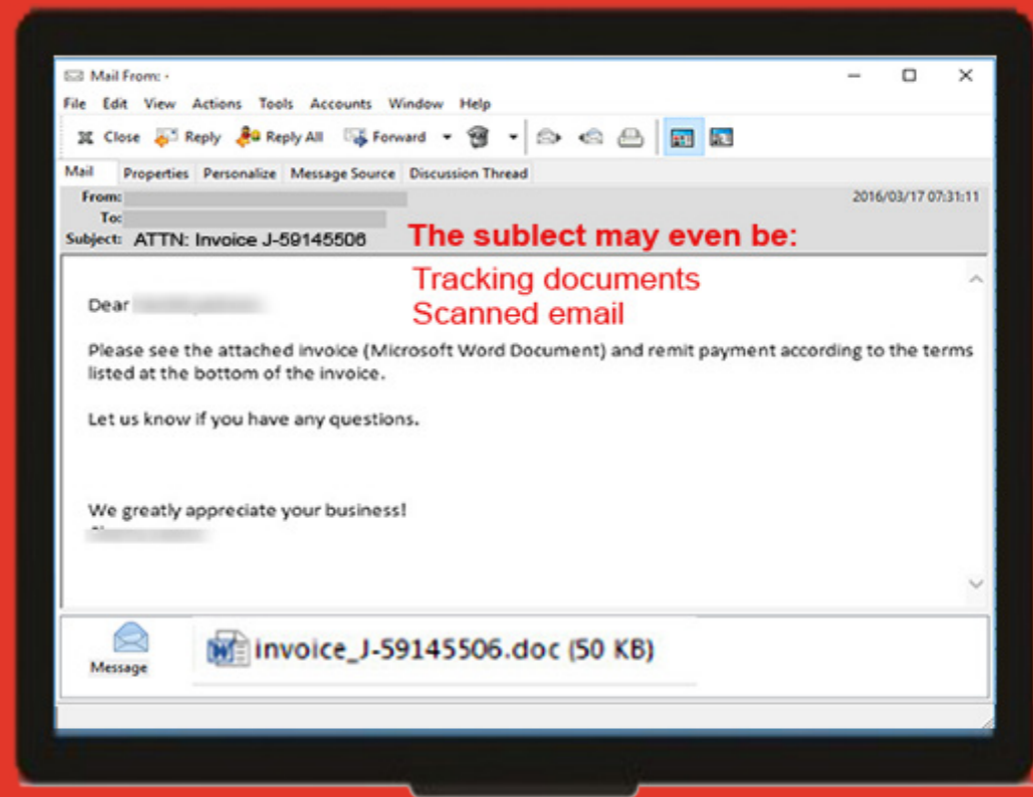 Mail From: -
File Edit View Actions Tools Accounts Window Help
Close Reply Reply All Forward
Mail Properties Personalize Message Source Discussion Thread
From: 2016/03/17 07:31:11
To:
Subject: ATTN: Invoice J-59145506
The sublect may even be:
Tracking documents
Scanned email
Dear
Please see the attached invoice (Microsoft Word Document) and remit payment according to the terms
listed at the bottom of the invoice.
Let us know if you have any questions.
We greatly appreciate your business!
Message
invoice_J-59145506.doc (50 KB)